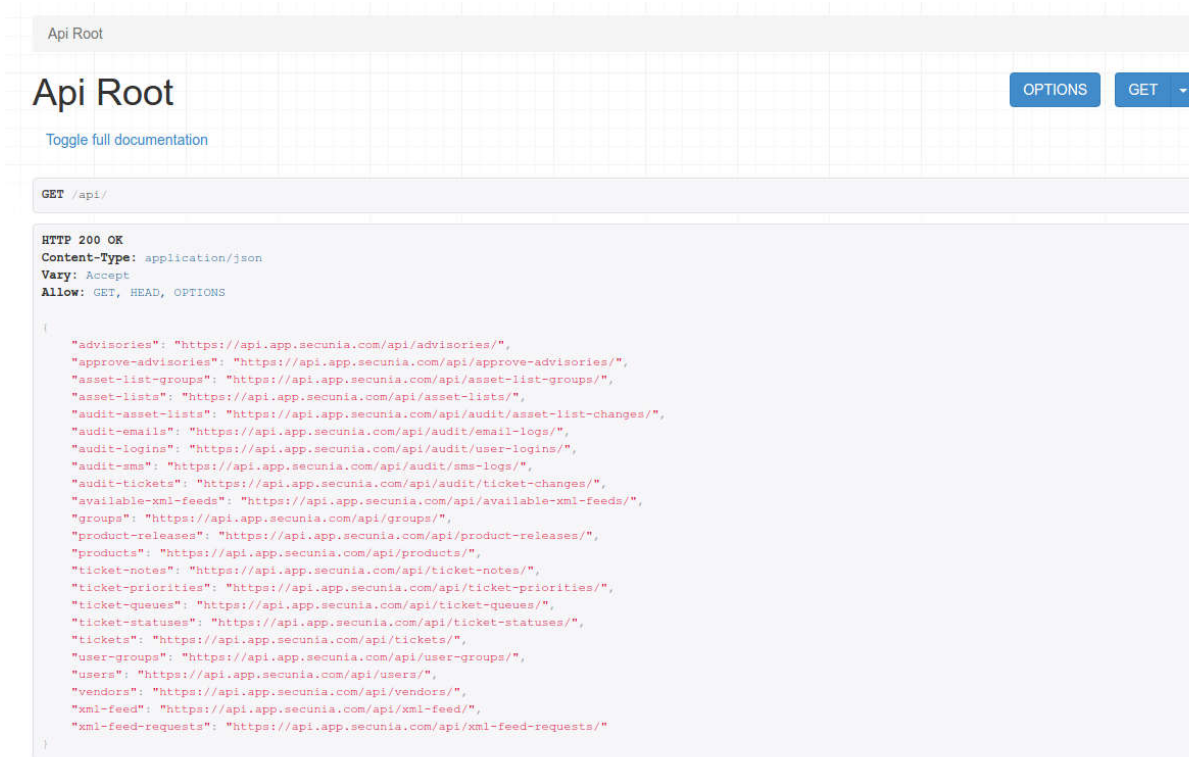 Api Root
Api Root
OPTIONS GET
Toggle full documentation
GET /api/
HTTP 200 OK
Content-Type: application/json
Vary: Accept
Allow: GET, HEAD, OPTIONS
{
"advisories": "https://api.app.secunia.com/api/advisories/",
"approve-advisories": "https://api.app.secunia.com/api/approve-advisories/",
"asset-list-groups": "https://api.app.secunia.com/api/asset-list-groups/",
"asset-lists": "https://api.app.secunia.com/api/asset-lists/",
"audit-asset-lists": "https://api.app.secunia.com/api/audit/asset-list-changes/",
"audit-emails": "https://api.app.secunia.com/api/audit/email-logs/",
"audit-logins": "https://api.app.secunia.com/api/audit/user-logins/",
"audit-sms": "https://api.app.secunia.com/api/audit/sms-logs/",
"audit-tickets": "https://api.app.secunia.com/api/audit/ticket-changes/",
"available-xml-feeds": "https://api.app.secunia.com/api/available-xml-feeds/",
"groups": "https://api.app.secunia.com/api/groups/",
"product-releases": "https://api.app.secunia.com/api/product-releases/",
"products": "https://api.app.secunia.com/api/products/",
"ticket-notes": "https://api.app.secunia.com/api/ticket-notes/",
"ticket-priorities": "https://api.app.secunia.com/api/ticket-priorities/",
"ticket-queues": "https://api.app.secunia.com/api/ticket-queues/",
"ticket-statuses": "https://api.app.secunia.com/api/ticket-statuses/",
"tickets": "https://api.app.secunia.com/api/tickets/",
"user-groups": "https://api.app.secunia.com/api/user-groups/",
"users": "https://api.app.secunia.com/api/users/",
"vendors": "https://api.app.secunia.com/api/vendors/",
"xml-feed": "https://api.app.secunia.com/api/xml-feed/",
"xml-feed-requests": "https://api.app.secunia.com/api/xml-feed-requests/"
}